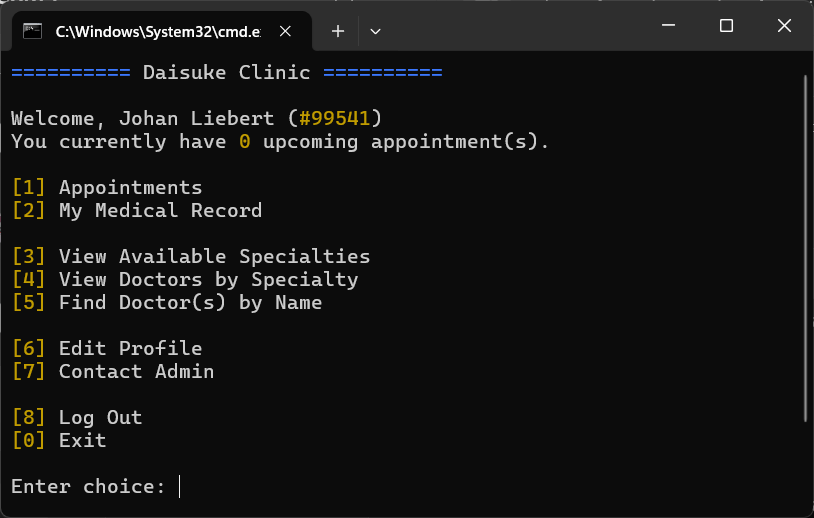 C:\Windows\System32\cmd.e
========== Daisuke Clinic ==========
Welcome, Johan Liebert (#99541)
You currently have 0 upcoming appointment(s).
[1] Appointments
[2] My Medical Record
[3] View Available Specialties
[4] View Doctors by Specialty
[5] Find Doctor(s) by Name
[6] Edit Profile
[7] Contact Admin
[8] Log Out
[0] Exit
Enter choice: